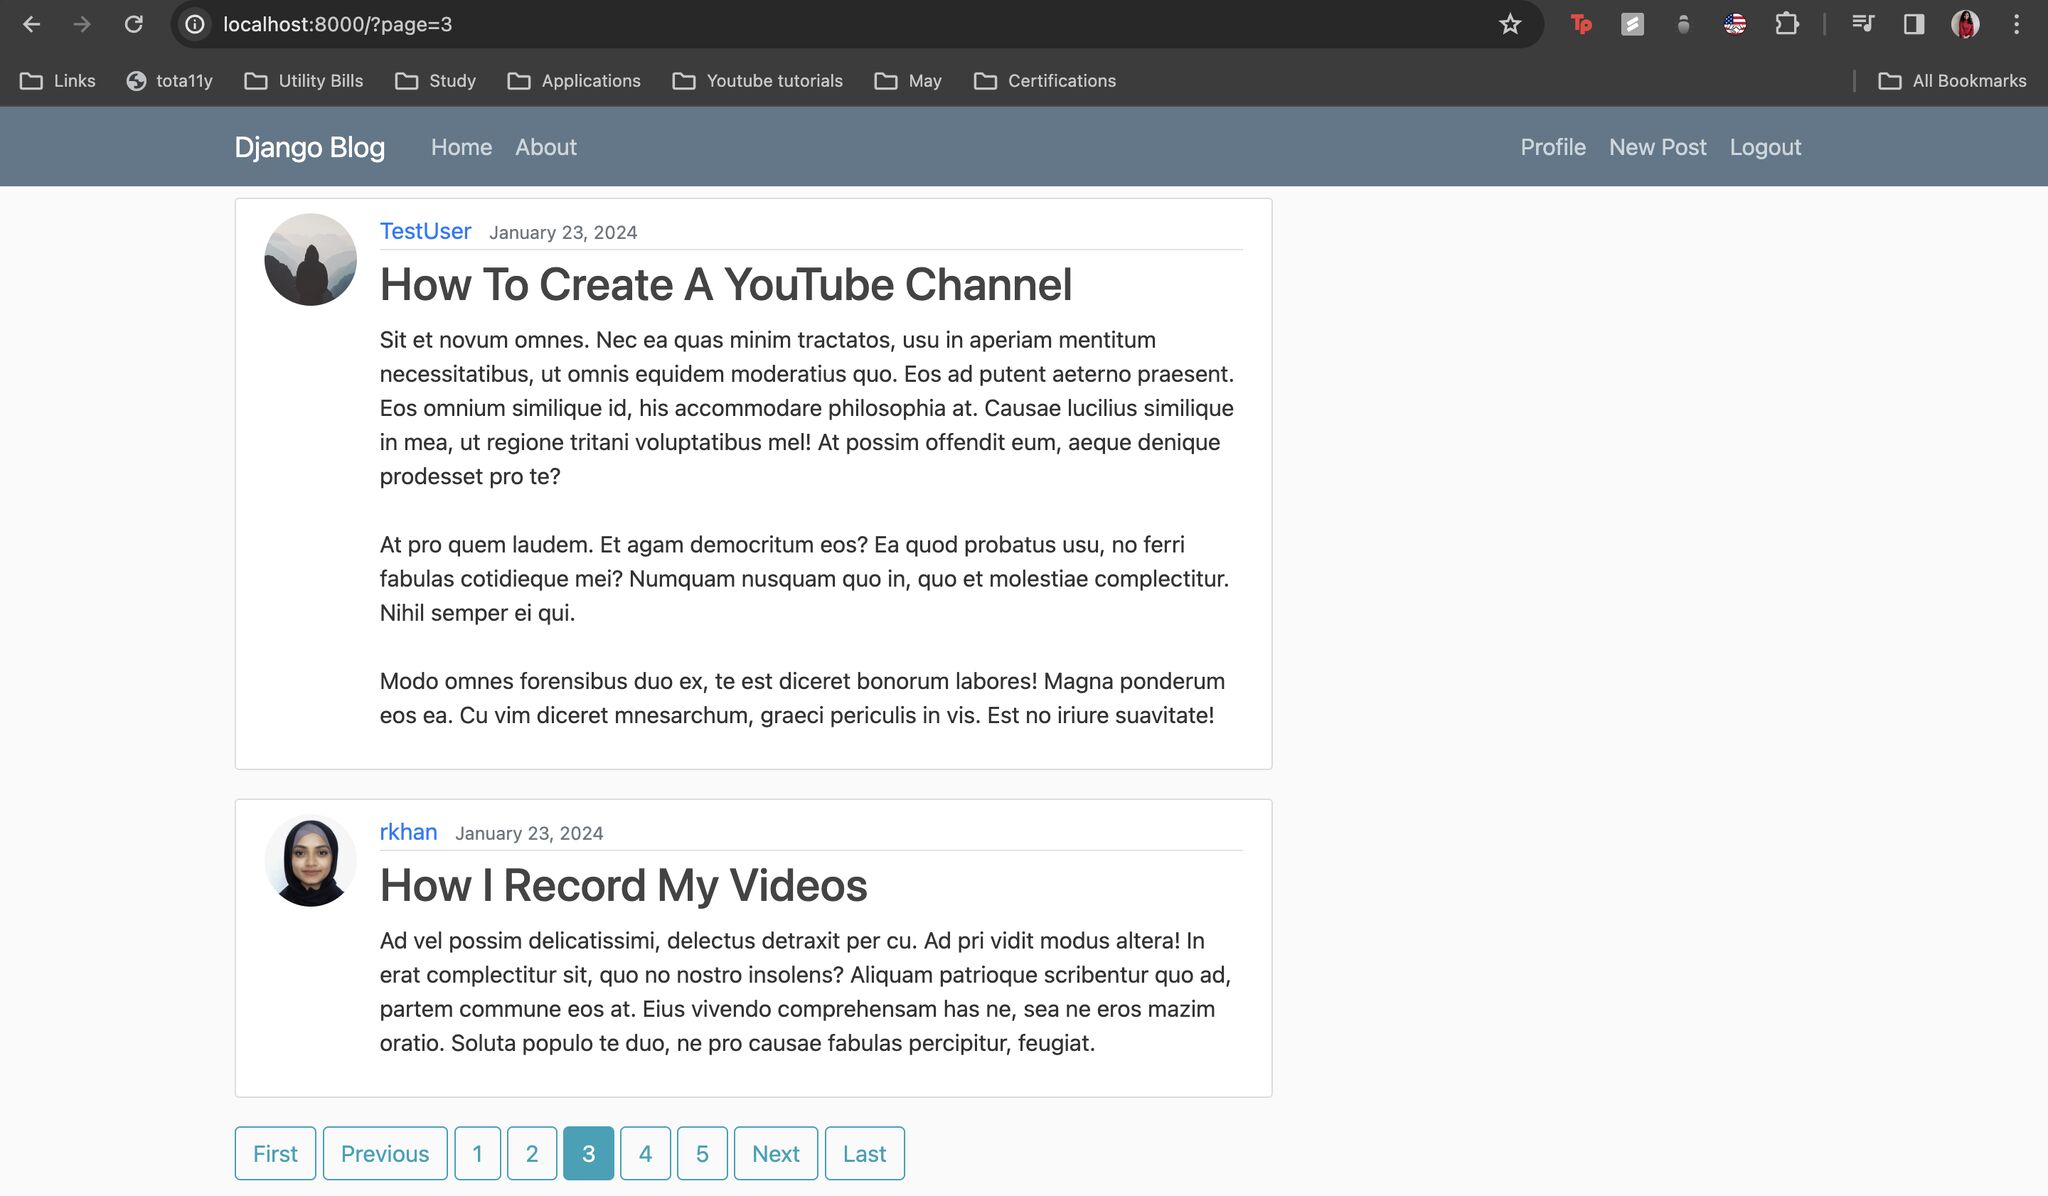 localhost:8000/?page=3
Tp
Links tota11y Utility Bills Study Applications Youtube tutorials May Certifications All Bookmarks
Django Blog Home About Profile New Post Logout
TestUser January 23, 2024
How To Create A YouTube Channel
Sit et novum omnes. Nec ea quas minim tractatos, usu in aperiam mentitum
necessitatibus, ut omnis equidem moderatius quo. Eos ad putent aeterno praesent.
Eos omnium similique id, his accommodare philosophia at. Causae lucilius similique
in mea, ut regione tritani voluptatibus mel! At possim offendit eum, aeque denique
prodesset pro te?
At pro quem laudem. Et agam democritum eos? Ea quod probatus usu, no ferri
fabulas cotidieque mei? Numquam nusquam quo in, quo et molestiae complectitur.
Nihil semper ei qui.
Modo omnes forensibus duo ex, te est diceret bonorum labores! Magna ponderum
eos ea. Cu vim diceret mnesarchum, graeci periculis in vis. Est no iriure suavitate!
rkhan January 23, 2024
How I Record My Videos
Ad vel possim delicatissimi, delectus detraxit per cu. Ad pri vidit modus altera! In
erat complectitur sit, quo no nostro insolens? Aliquam patrioque scribentur quo ad,
partem commune eos at. Eius vivendo comprehensam has ne, sea ne eros mazim
oratio. Soluta populo te duo, ne pro causae fabulas percipitur, feugiat.
First Previous 1 2 3 4 5 Next Last